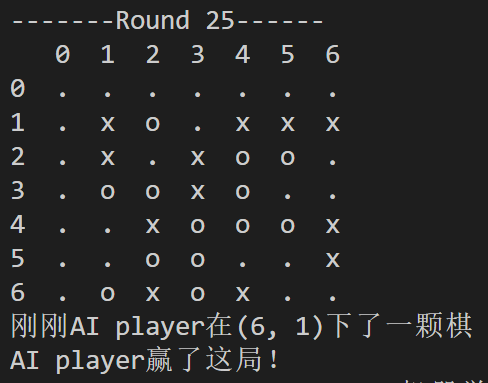 -------Round 25------
   0  1  2  3  4  5  6
0  .  .  .  .  .  .  .
1  .  x  o  .  x  x  x
2  .  x  .  x  o  o  .
3  .  o  o  x  o  .  .
4  .  .  x  o  o  o  x
5  .  .  o  o  .  .  x
6  .  o  x  o  x  .  .
刚刚AI player在(6, 1)下了一颗棋
AI player赢了这局!